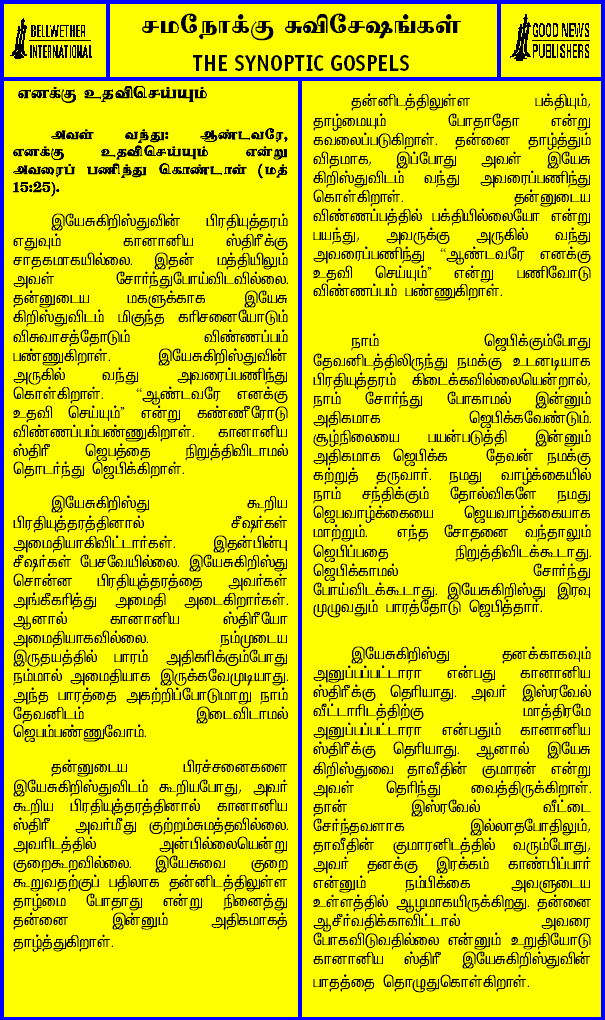 BELLWETHER
INTERNATIONAL
சமநோக்கு சுவிசேஷங்கள்
THE SYNOPTIC GOSPELS
GOOD NEWS
PUBLISHERS
எனக்கு உதவிசெய்யும்
அவள் வந்து: ஆண்டவரே,
எனக்கு உதவிசெய்யும் என்று
அவரைப் பணிந்து கொண்டாள் (மத்
15:25).
இயேசுகிறிஸ்துவின் பிரதியுத்தரம்
எதுவும் கானானிய ஸ்திரீக்கு
சாதகமாகயில்லை. இதன் மத்தியிலும்
அவள் சோர்ந்துபோய்விடவில்லை.
தன்னுடைய மகளுக்காக இயேசு
கிறிஸ்துவிடம் மிகுந்த கரிசனையோடும்
விசுவாசத்தோடும் விண்ணப்பம்
பண்ணுகிறாள். இயேசுகிறிஸ்துவின்
அருகில் வந்து அவரைப்பணிந்து
கொள்கிறாள். “ஆண்டவரே எனக்கு
உதவி செய்யும்” என்று கண்ணீரோடு
விண்ணப்பம்பண்ணுகிறாள். கானானிய
ஸ்திரீ ஜெபத்தை நிறுத்திவிடாமல்
தொடர்ந்து ஜெபிக்கிறாள்.
இயேசுகிறிஸ்து கூறிய
பிரதியுத்தரத்தினால் சீஷர்கள்
அமைதியாகிவிட்டார்கள். இதன்பின்பு
சீஷர்கள் பேசவேயில்லை. இயேசுகிறிஸ்து
சொன்ன பிரதியுத்தரத்தை அவர்கள்
அங்கீகரித்து அமைதி அடைகிறார்கள்.
ஆனால் கானானிய ஸ்திரீயோ
அமைதியாகவில்லை. நம்முடைய
இருதயத்தில் பாரம் அதிகரிக்கும்போது
நம்மால் அமைதியாக இருக்கவேமுடியாது.
அந்த பாரத்தை அகற்றிப்போடுமாறு நாம்
தேவனிடம் இடைவிடாமல்
ஜெபம்பண்ணுவோம்.
தன்னுடைய பிரச்சனைகளை
இயேசுகிறிஸ்துவிடம் கூறியபோது, அவர்
கூறிய பிரதியுத்தரத்தினால் கானானிய
ஸ்திரீ அவர்மீது குற்றம்சுமத்தவில்லை.
அவரிடத்தில் அன்பில்லையென்று
குறைகூறவில்லை. இயேசுவை குறை
கூறுவதற்குப் பதிலாக தன்னிடத்திலுள்ள
தாழ்மை போதாது என்று நினைத்து
தன்னை இன்னும் அதிகமாகத்
தாழ்த்துகிறாள்.
தன்னிடத்திலுள்ள பக்தியும்,
தாழ்மையும் போதாதோ என்று
கவலைப்படுகிறாள். தன்னை தாழ்த்தும்
விதமாக, இப்போது அவள் இயேசு
கிறிஸ்துவிடம் வந்து அவரைப்பணிந்து
கொள்கிறாள். தன்னுடைய
விண்ணப்பத்தில் பக்தியில்லையோ என்று
பயந்து, அவருக்கு அருகில் வந்து
அவரைப்பணிந்து “ஆண்டவரே எனக்கு
உதவி செய்யும்” என்று பணிவோடு
விண்ணப்பம் பண்ணுகிறாள்.
நாம் ஜெபிக்கும்போது
தேவனிடத்திலிருந்து நமக்கு உடனடியாக
பிரதியுத்தரம் கிடைக்கவில்லையென்றால்,
நாம் சோர்ந்து போகாமல் இன்னும்
அதிகமாக ஜெபிக்கவேண்டும்.
சூழ்நிலையை பயன்படுத்தி இன்னும்
அதிகமாக ஜெபிக்க தேவன் நமக்கு
கற்றுத் தருவார். நமது வாழ்க்கையில்
நாம் சந்திக்கும் தோல்விகளே நமது
ஜெபவாழ்க்கையை ஜெயவாழ்க்கையாக
மாற்றும். எந்த சோதனை வந்தாலும்
ஜெபிப்பதை நிறுத்திவிடக்கூடாது.
ஜெபிக்காமல் சோர்ந்து
போய்விடக்கூடாது. இயேசுகிறிஸ்து இரவு
முழுவதும் பாரத்தோடு ஜெபித்தார்.
இயேசுகிறிஸ்து தனக்காகவும்
அனுப்பப்பட்டாரா என்பது கானானிய
ஸ்திரீக்கு தெரியாது. அவர் இஸ்ரவேல்
வீட்டாரிடத்திற்கு மாத்திரமே
அனுப்பப்பட்டாரா என்பதும் கானானிய
ஸ்திரீக்கு தெரியாது. ஆனால் இயேசு
கிறிஸ்துவை தாவீதின் குமாரன் என்று
அவள் தெரிந்து வைத்திருக்கிறாள்.
தான் இஸ்ரவேல் வீட்டை
சேர்ந்தவளாக இல்லாதபோதிலும்,
தாவீதின் குமாரனிடத்தில் வரும்போது,
அவர் தனக்கு இரக்கம் காண்பிப்பார்
என்னும் நம்பிக்கை அவளுடைய
உள்ளத்தில் ஆழமாகயிருக்கிறது. தன்னை
ஆசீர்வதிக்காவிட்டால் அவரை
போகவிடுவதில்லை என்னும் உறுதியோடு
கானானிய ஸ்திரீ இயேசுகிறிஸ்துவின்
பாதத்தை தொழுதுகொள்கிறாள்.